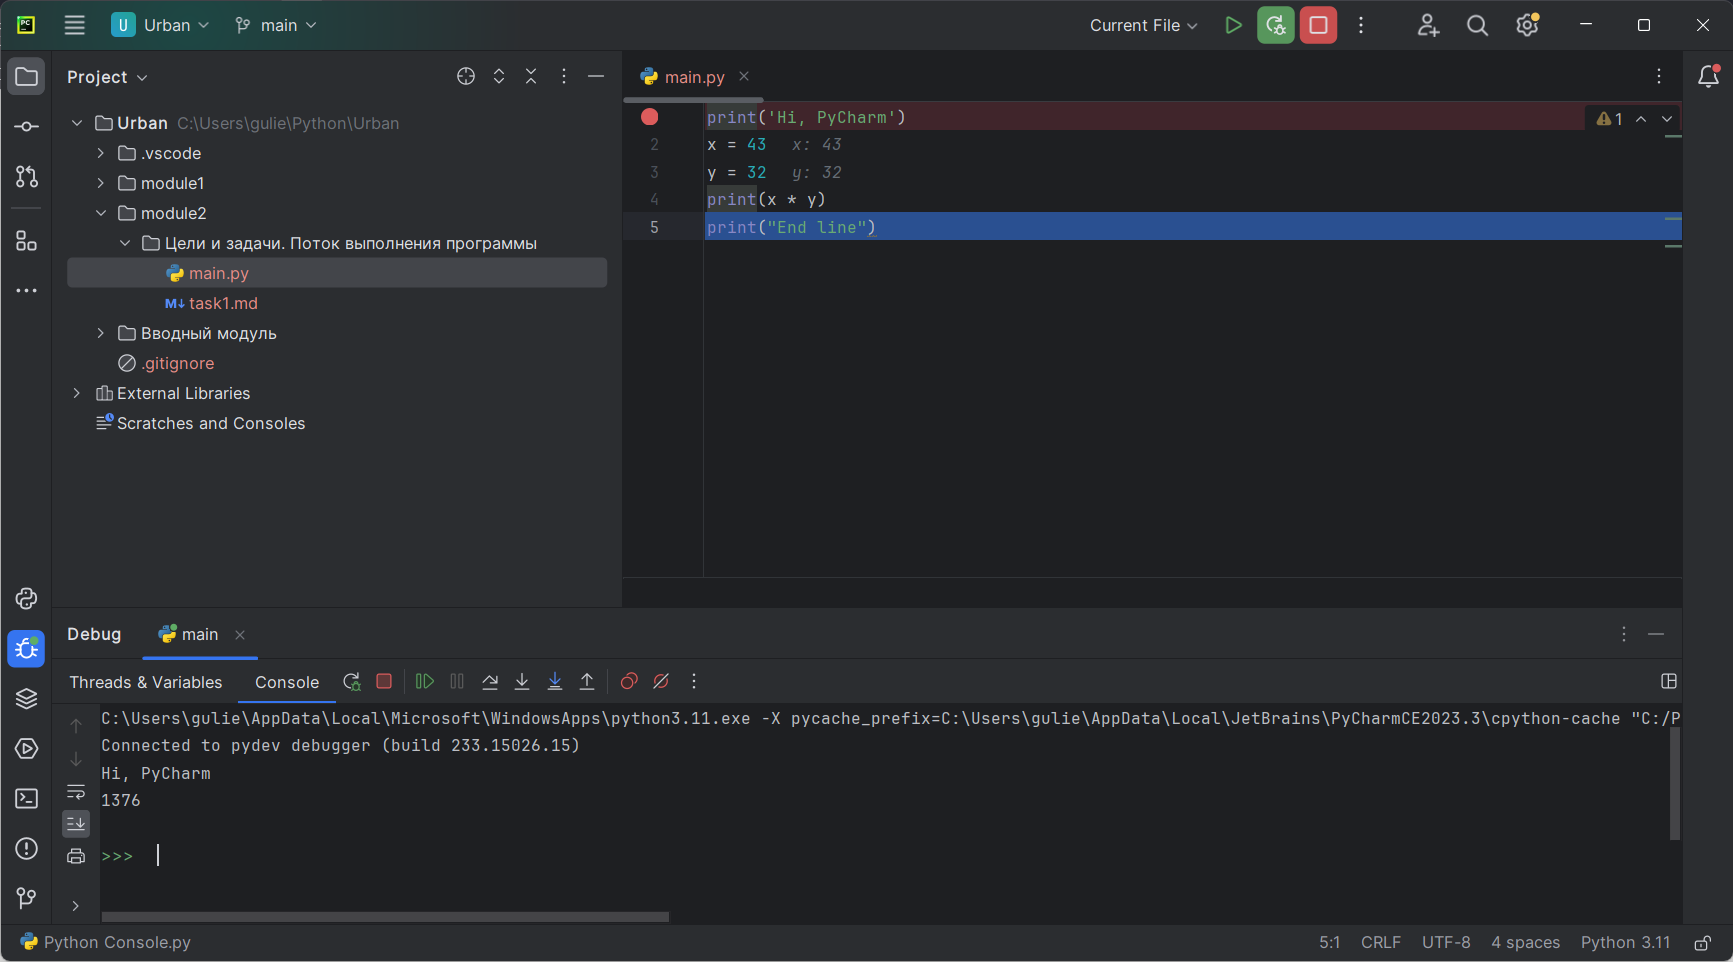 PC
U Urban main Current File
Project
Urban C:\Users\gulie\Python\Urban
.vscode
module1
module2
Цели и задачи. Поток выполнения программы
main.py
M↓ task1.md
Вводный модуль
.gitignore
External Libraries
Scratches and Consoles
main.py
print('Hi, PyCharm') 1
2 x = 43 x: 43
3 y = 32 y: 32
4 print(x * y)
5 print("End line")
Debug main
Threads & Variables Console
C:\Users\gulie\AppData\Local\Microsoft\WindowsApps\python3.11.exe -X pycache_prefix=C:\Users\gulie\AppData\Local\JetBrains\PyCharmCE2023.3\cpython-cache "C:/P
Connected to pydev debugger (build 233.15026.15)
Hi, PyCharm
1376
>>>
Python Console.py 5:1 CRLF UTF-8 4 spaces Python 3.11